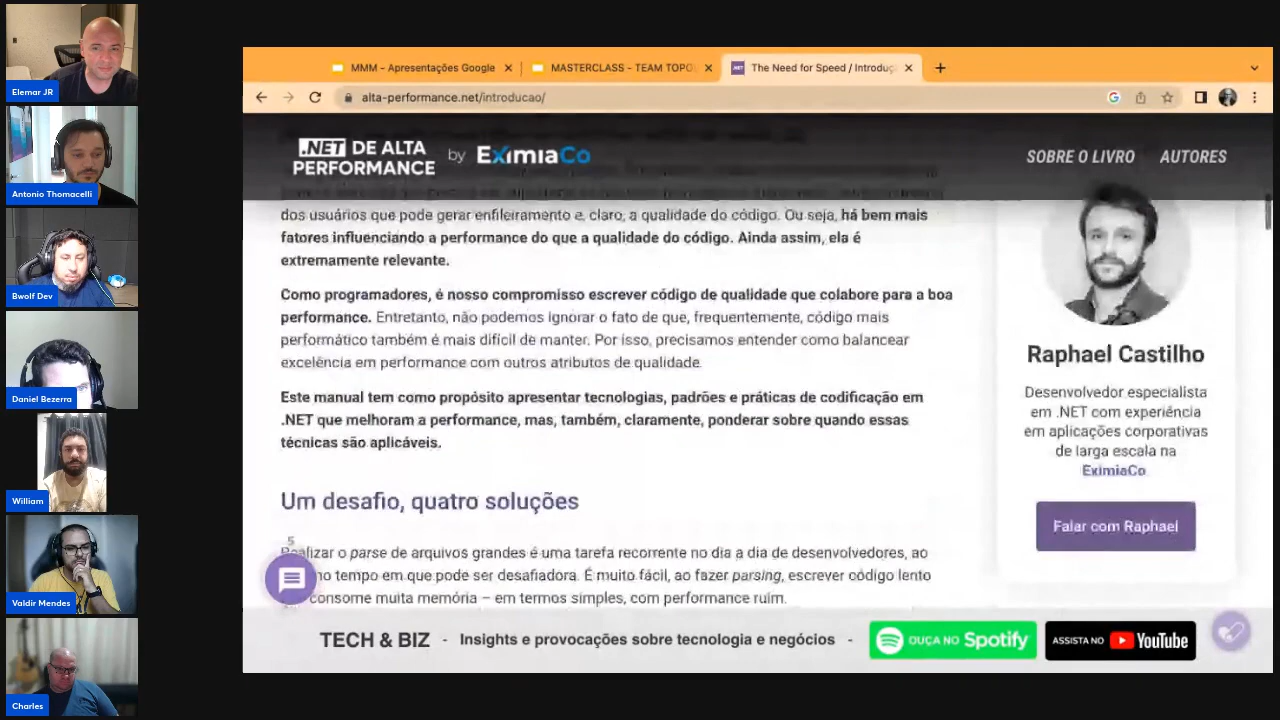 Elemar JR
Antonio Thomacelli
Bwolf Dev
Daniel Bezerra
William
Valdir Mendes
Charles
MMM - Apresentações Google
MASTERCLASS - TEAM TOPO
The Need for Speed / Introduç
alta-performance.net/introducao/
.NET DE ALTA
PERFORMANCE
by EximiaCo
SOBRE O LIVRO
AUTORES
dos usuários que pode gerar enfileiramento e, claro, a qualidade do código. Ou seja, há bem mais
fatores influenciando a performance do que a qualidade do código. Ainda assim, ela é
extremamente relevante.
Como programadores, é nosso compromisso escrever código de qualidade que colabore para a boa
performance. Entretanto, não podemos ignorar o fato de que, frequentemente, código mais
performático também é mais difícil de manter. Por isso, precisamos entender como balancear
excelência em performance com outros atributos de qualidade.
Este manual tem como propósito apresentar tecnologias, padrões e práticas de codificação em
.NET que melhoram a performance, mas, também, claramente, ponderar sobre quando essas
técnicas são aplicáveis.
Um desafio, quatro soluções
5
Realizar o parse de arquivos grandes é uma tarefa recorrente no dia a dia de desenvolvedores, ao
no tempo em que pode ser desafiadora. É muito fácil, ao fazer parsing, escrever código lento
consome muita memória – em termos simples, com performance ruim.
Raphael Castilho
Desenvolvedor especialista
em .NET com experiência
em aplicações corporativas
de larga escala na
EximiaCo
Falar com Raphael
TECH & BIZ - Insights e provocações sobre tecnologia e negócios -
OUÇA NO Spotify
ASSISTA NO YouTube